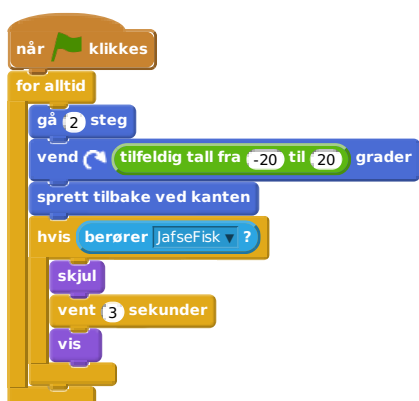 når klikkes
for alltid
gå 2 steg
vend tilfeldig tall fra -20 til 20 grader
sprett tilbake ved kanten
hvis berører JafseFisk ?
skjul
vent 3 sekunder
vis